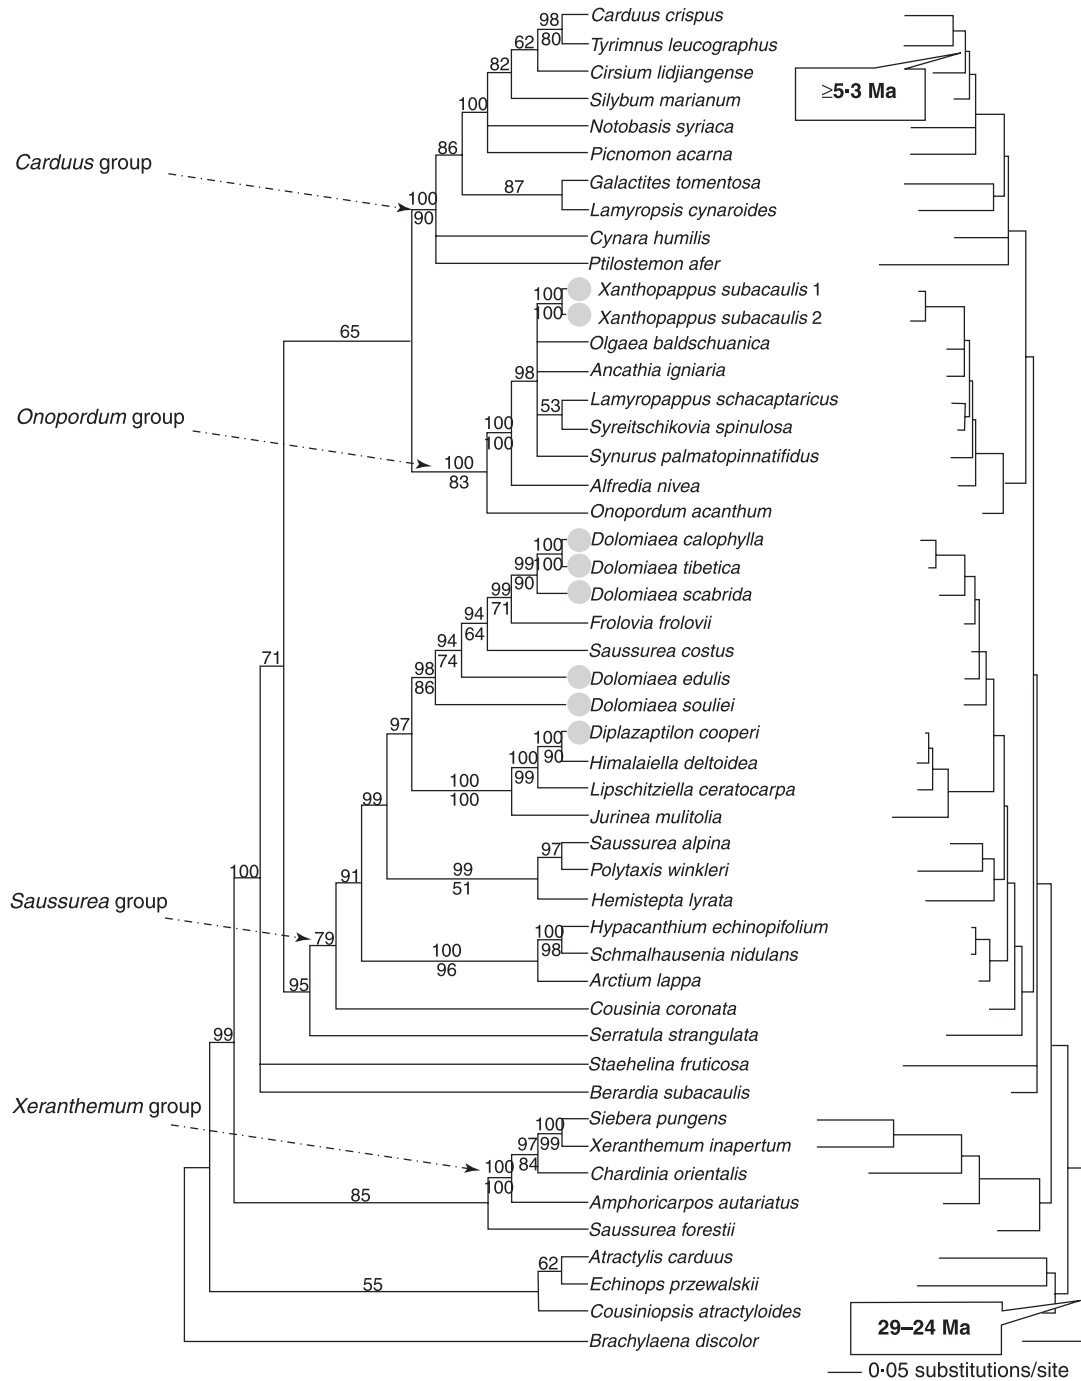 98
Carduus crispus
80
Tyrimnus leucographus
62
Cirsium lidjiangense
82
Silybum marianum
≥5·3 Ma
100
Notobasis syriaca
86
Picnomon acarna
Carduus group
87
Galactites tomentosa
100
90
Lamyropsis cynaroides
Cynara humilis
Ptilostemon afer
100
Xanthopappus subacaulis 1
100
Xanthopappus subacaulis 2
65
Olgaea baldschuanica
98
Ancathia igniaria
53
Lamyropappus schacaptaricus
Onopordum group
100
100
Syreitschikovia spinulosa
Synurus palmatopinnatifidus
100
83
Alfredia nivea
Onopordum acanthum
100
Dolomiaea calophylla
99
100
Dolomiaea tibetica
90
Dolomiaea scabrida
99
71
Frolovia frolovii
94
64
Saussurea costus
94
74
71
98
86
Dolomiaea edulis
Dolomiaea souliei
97
100
Diplazaptilon cooperi
100
90
Himalaiella deltoidea
100
100
99
Lipschitziella ceratocarpa
99
Jurinea mulitolia
97
Saussurea alpina
100
91
99
51
Polytaxis winkleri
Saussurea group
Hemistepta lyrata
79
100
Hypacanthium echinopifolium
100
96
98
Schmalhausenia nidulans
95
Arctium lappa
Cousinia coronata
99
Serratula strangulata
Staehelina fruticosa
Berardia subacaulis
Xeranthemum group
100
Siebera pungens
97
99
Xeranthemum inapertum
100
84
Chardinia orientalis
85
100
Amphoricarpos autariatus
Saussurea forestii
62
Atractylis carduus
55
Echinops przewalskii
Cousiniopsis atractyloides
29–24 Ma
Brachylaena discolor
0·05 substitutions/site